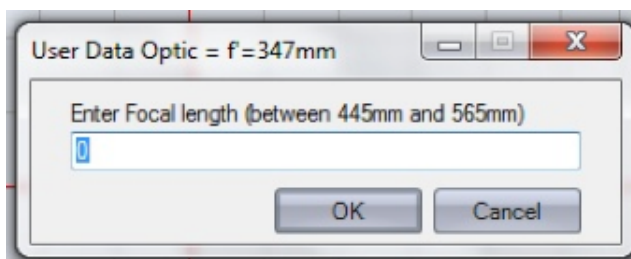 User Data Optic = f'=347mm
Enter Focal length (between 445mm and 565mm)
0
OK Cancel